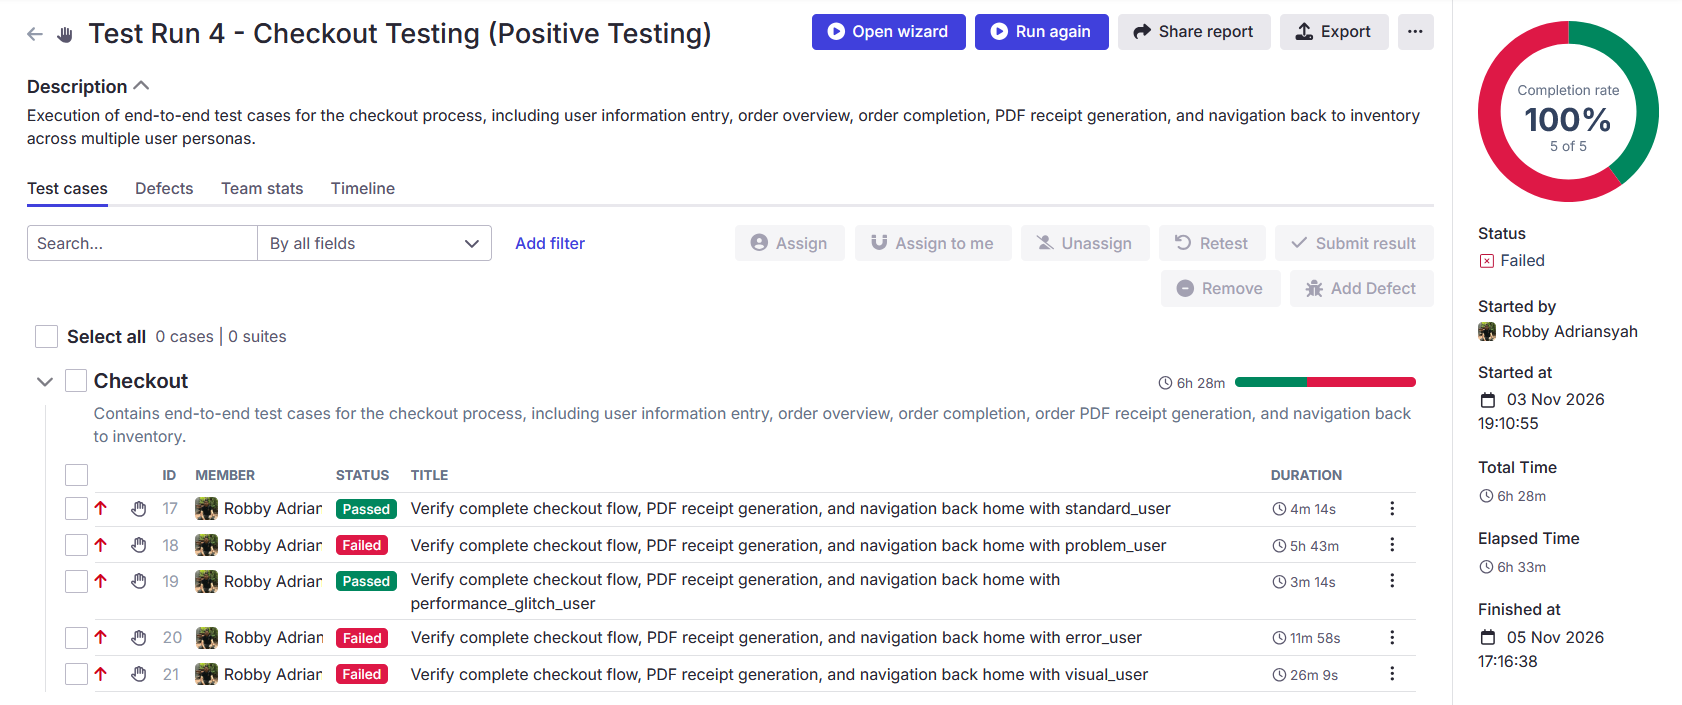 Test Run 4 - Checkout Testing (Positive Testing)
Open wizard
Run again
Share report
Export
Description
Execution of end-to-end test cases for the checkout process, including user information entry, order overview, order completion, PDF receipt generation, and navigation back to inventory
across multiple user personas.
Test cases Defects Team stats Timeline
Search... By all fields Add filter
Assign Assign to me Unassign Retest Submit result
Remove Add Defect
Select all 0 cases | 0 suites
Checkout 6h 28m
Contains end-to-end test cases for the checkout process, including user information entry, order overview, order completion, order PDF receipt generation, and navigation back
to inventory.
ID MEMBER STATUS TITLE DURATION
17 Robby Adriar Passed Verify complete checkout flow, PDF receipt generation, and navigation back home with standard_user 4m 14s
18 Robby Adriar Failed Verify complete checkout flow, PDF receipt generation, and navigation back home with problem_user 5h 43m
19 Robby Adriar Passed Verify complete checkout flow, PDF receipt generation, and navigation back home with
performance_glitch_user 3m 14s
20 Robby Adrian Failed Verify complete checkout flow, PDF receipt generation, and navigation back home with error_user 11m 58s
21 Robby Adriar Failed Verify complete checkout flow, PDF receipt generation, and navigation back home with visual_user 26m 9s
Completion rate
100%
5 of 5
Status
Failed
Started by
Robby Adriansyah
Started at
03 Nov 2026
19:10:55
Total Time
6h 28m
Elapsed Time
6h 33m
Finished at
05 Nov 2026
17:16:38